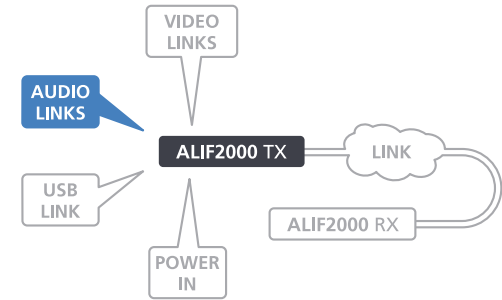 VIDEO
LINKS
AUDIO
LINKS
ALIF2000 TX
LINK
USB
LINK
ALIF2000 RX
POWER
IN